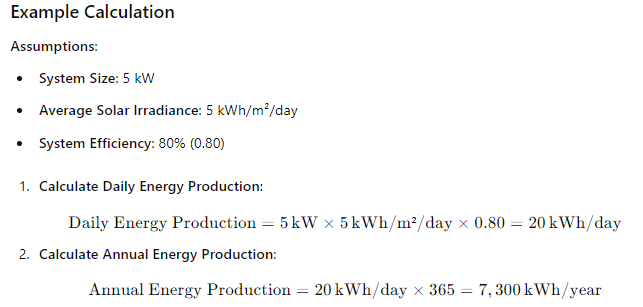 Example Calculation
Assumptions:
• System Size: 5 kW
• Average Solar Irradiance: 5 kWh/m²/day
• System Efficiency: 80% (0.80)
1. Calculate Daily Energy Production:
Daily Energy Production = 5 kW × 5 kWh/m²/day × 0.80 = 20 kWh/day
2. Calculate Annual Energy Production:
Annual Energy Production = 20 kWh/day × 365 = 7,300 kWh/year